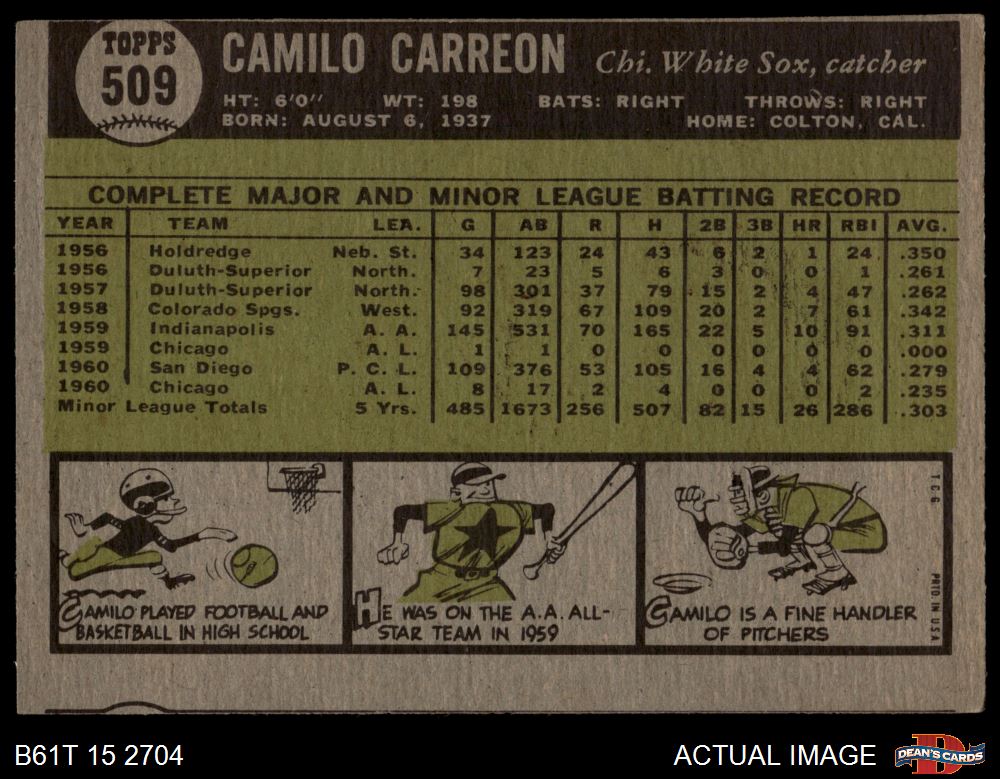 TOPPS
509
CAMILO CARREON Chi. White Sox, catcher
HT: 6'0" WT: 198 BATS: RIGHT THROWS: RIGHT
BORN: AUGUST 6, 1937 HOME: COLTON, CAL.
COMPLETE MAJOR AND MINOR LEAGUE BATTING RECORD
YEAR TEAM LEA. G AB R H 2B 3B HR RBI AVG.
1956 Holdredge Neb. St. 34 123 24 43 6 2 1 24 .350
1956 Duluth-Superior North. 7 23 5 6 3 0 0 1 .261
1957 Duluth-Superior North. 98 301 37 79 15 2 4 47 .262
1958 Colorado Spgs. West. 92 319 67 109 20 2 7 61 .342
1959 Indianapolis A. A. 145 531 70 165 22 5 10 91 .311
1959 Chicago A. L. 1 1 0 0 0 0 0 0 .000
1960 San Diego P. C. L. 109 376 53 105 16 4 4 62 .279
1960 Chicago A. L. 8 17 2 4 0 0 0 2 .235
Minor League Totals 5 Yrs. 485 1673 256 507 82 15 26 286 .303
CAMILO PLAYED FOOTBALL AND
BASKETBALL IN HIGH SCHOOL
HE WAS ON THE A.A. ALL-
STAR TEAM IN 1959
CAMILO IS A FINE HANDLER
OF PITCHERS
T.C.G.
PRTD. IN U.S.A.
B61T 15 2704
ACTUAL IMAGE
DEAN'S CARDS